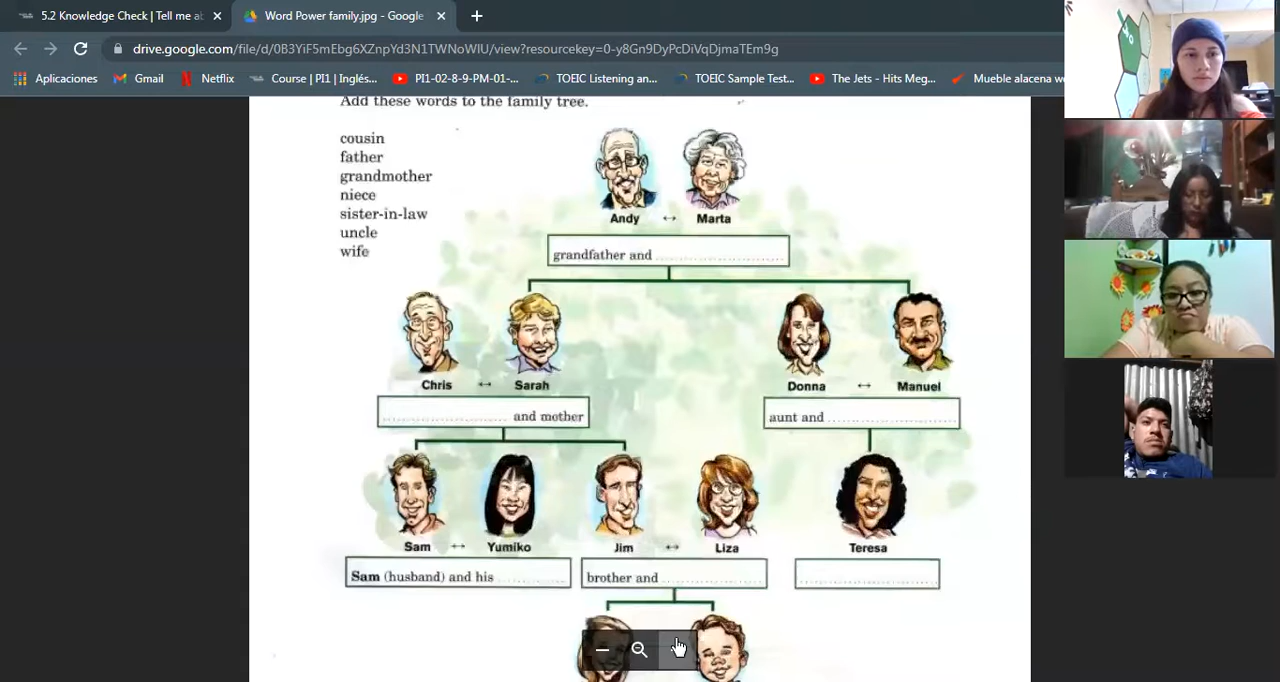 5.2 Knowledge Check | Tell me ab
Word Power family.jpg - Google
drive.google.com/file/d/0B3YiF5mEbg6XZnpYd3N1TWNoWlU/view?resourcekey=0-y8Gn9DyPcDiVqDjmaTEm9g
Aplicaciones
Gmail
Netflix
Course | PI1 | Inglés...
PI1-02-8-9-PM-01-...
TOEIC Listening an...
TOEIC Sample Test...
The Jets - Hits Meg...
Mueble alacena
Add these words to the family tree.
cousin
father
grandmother
niece
sister-in-law
uncle
wife
Andy ↔ Marta
grandfather and ..............................
Chris ↔ Sarah
Donna ↔ Manuel
.............................. and mother
aunt and ..............................
Sam ↔ Yumiko
Jim ↔ Liza
Teresa
Sam (husband) and his ................
brother and ........................
..............................